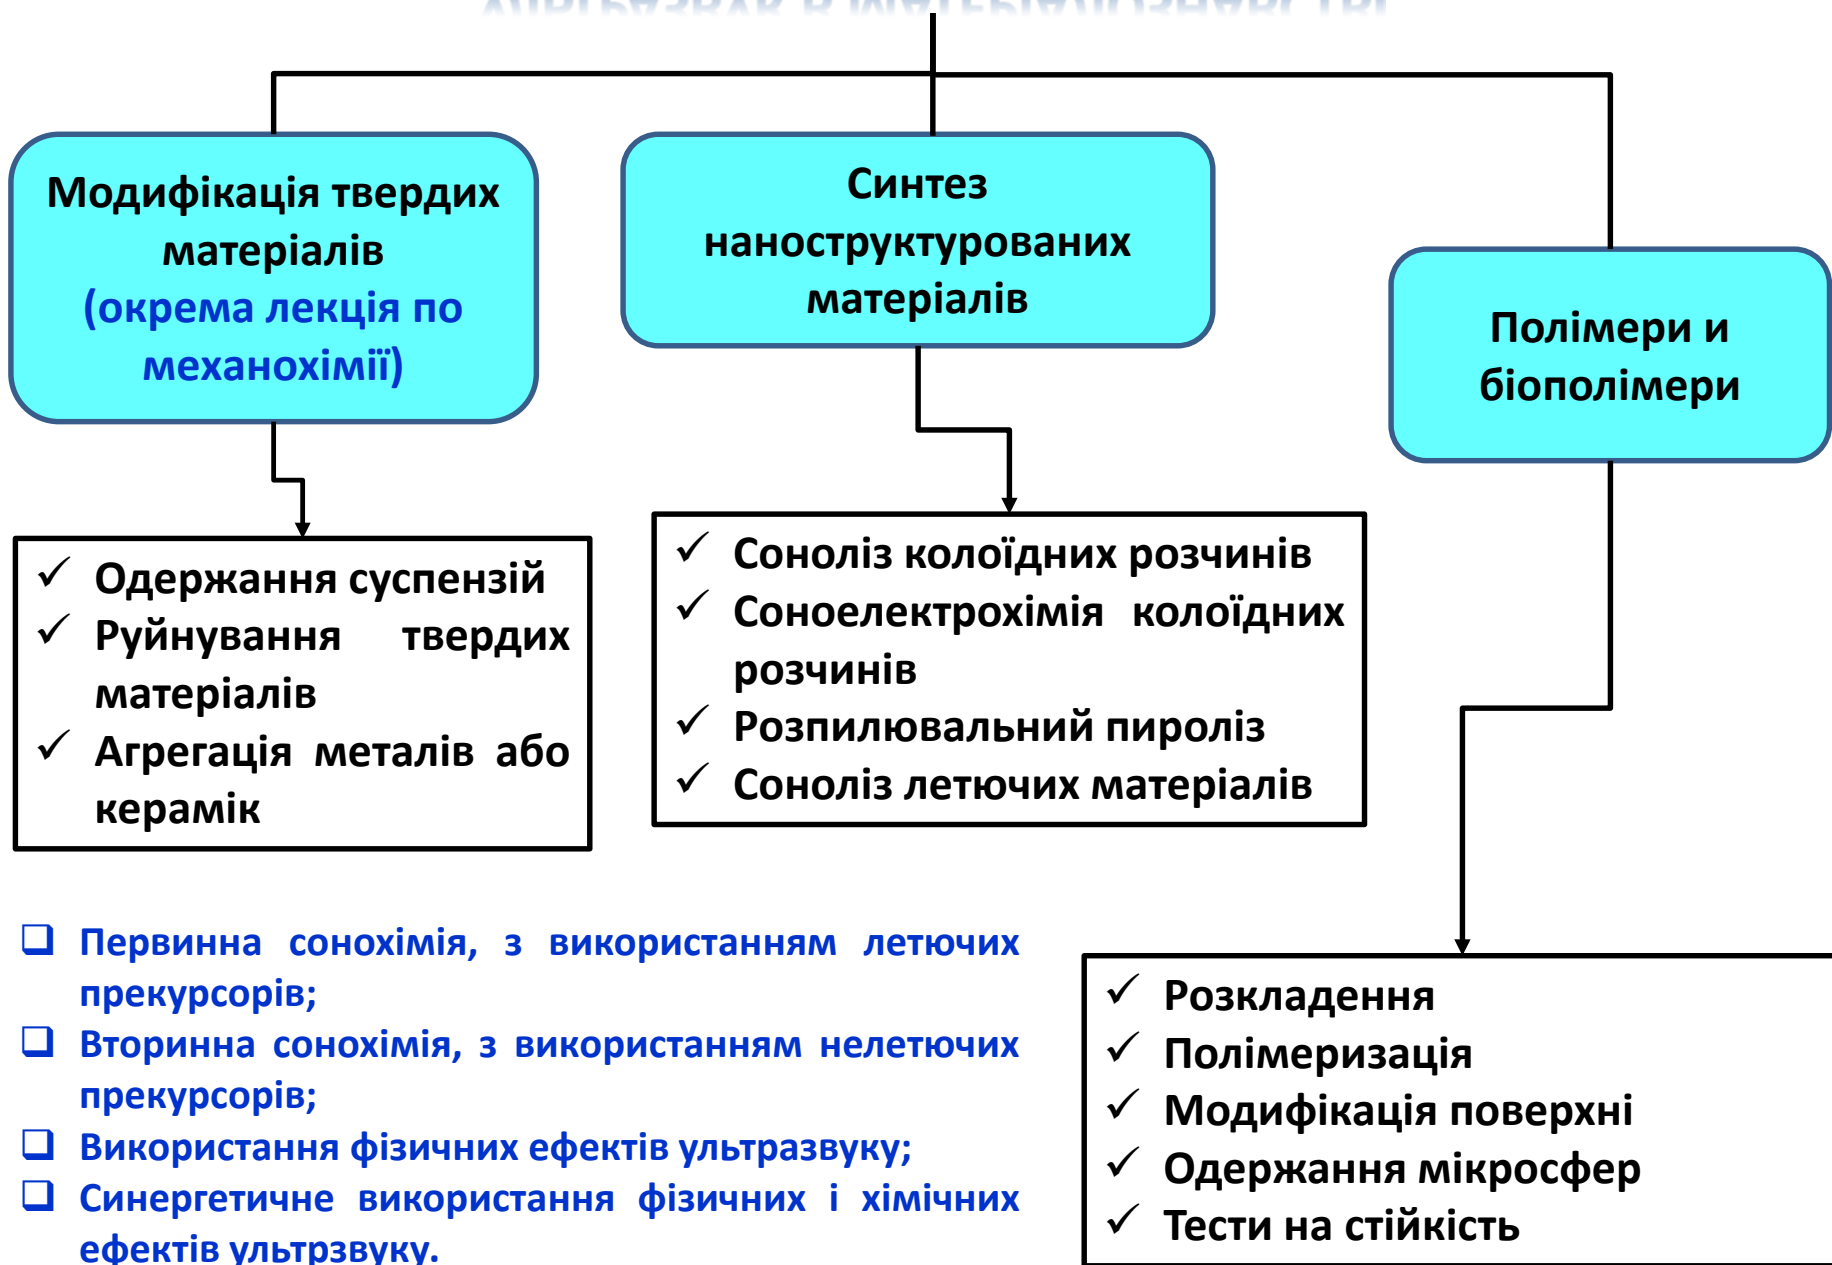 УЛЬТРАЗВУК В МАТЕРІАЛОЗНАВСТВІ
Модифікація твердих
матеріалів
(окрема лекція по
механохімії)
Синтез
наноструктурованих
матеріалів
Полімери и
біополімери
✓ Одержання суспензій
✓ Руйнування твердих
матеріалів
✓ Агрегація металів або
керамік
✓ Соноліз колоїдних розчинів
✓ Соноелектрохімія колоїдних
розчинів
✓ Розпилювальний пироліз
✓ Соноліз летючих матеріалів
❑ Первинна сонохімія, з використанням летючих
прекурсорів;
❑ Вторинна сонохімія, з використанням нелетючих
прекурсорів;
❑ Використання фізичних ефектів ультразвуку;
❑ Синергетичне використання фізичних і хімічних
ефектів ультрзвуку.
✓ Розкладення
✓ Полімеризація
✓ Модифікація поверхні
✓ Одержання мікросфер
✓ Тести на стійкість